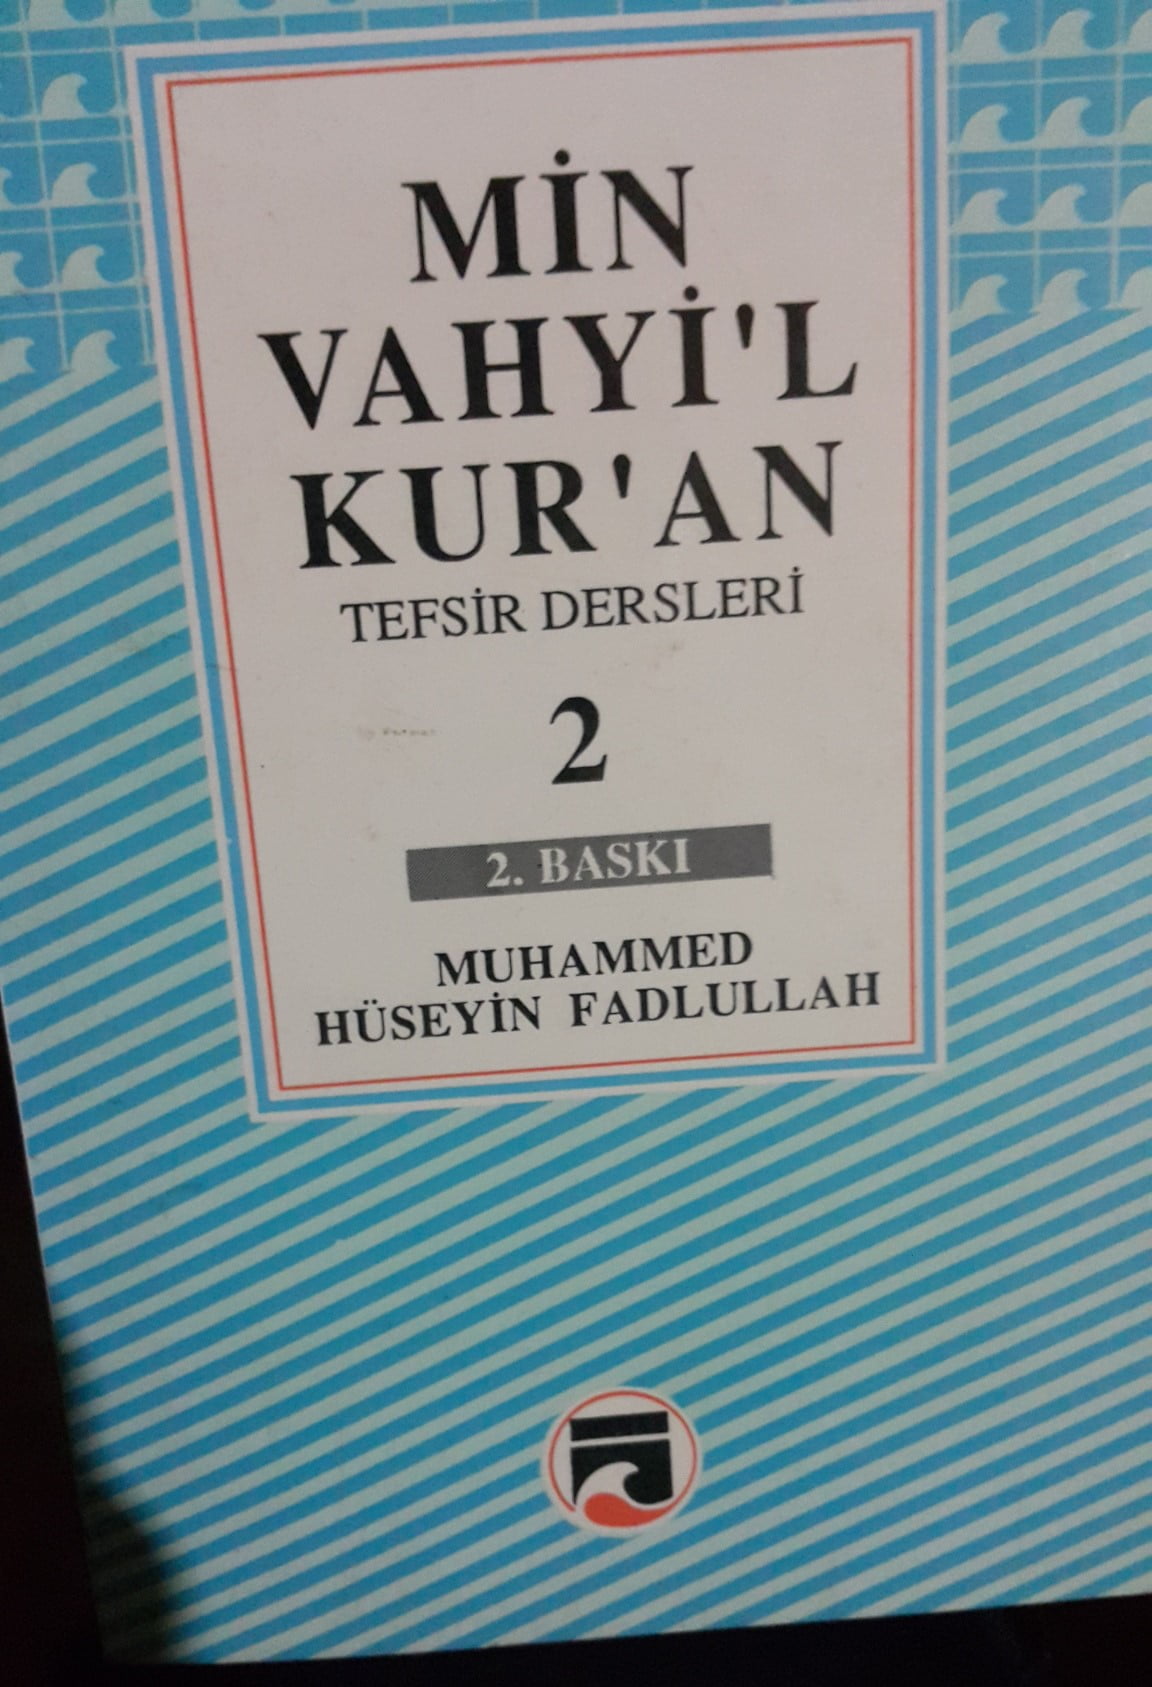 MİN
VAHYİ'L
KUR'AN
TEFSİR DERSLERİ
2
2. BASKI
MUHAMMED
HÜSEYİN FADLULLAH